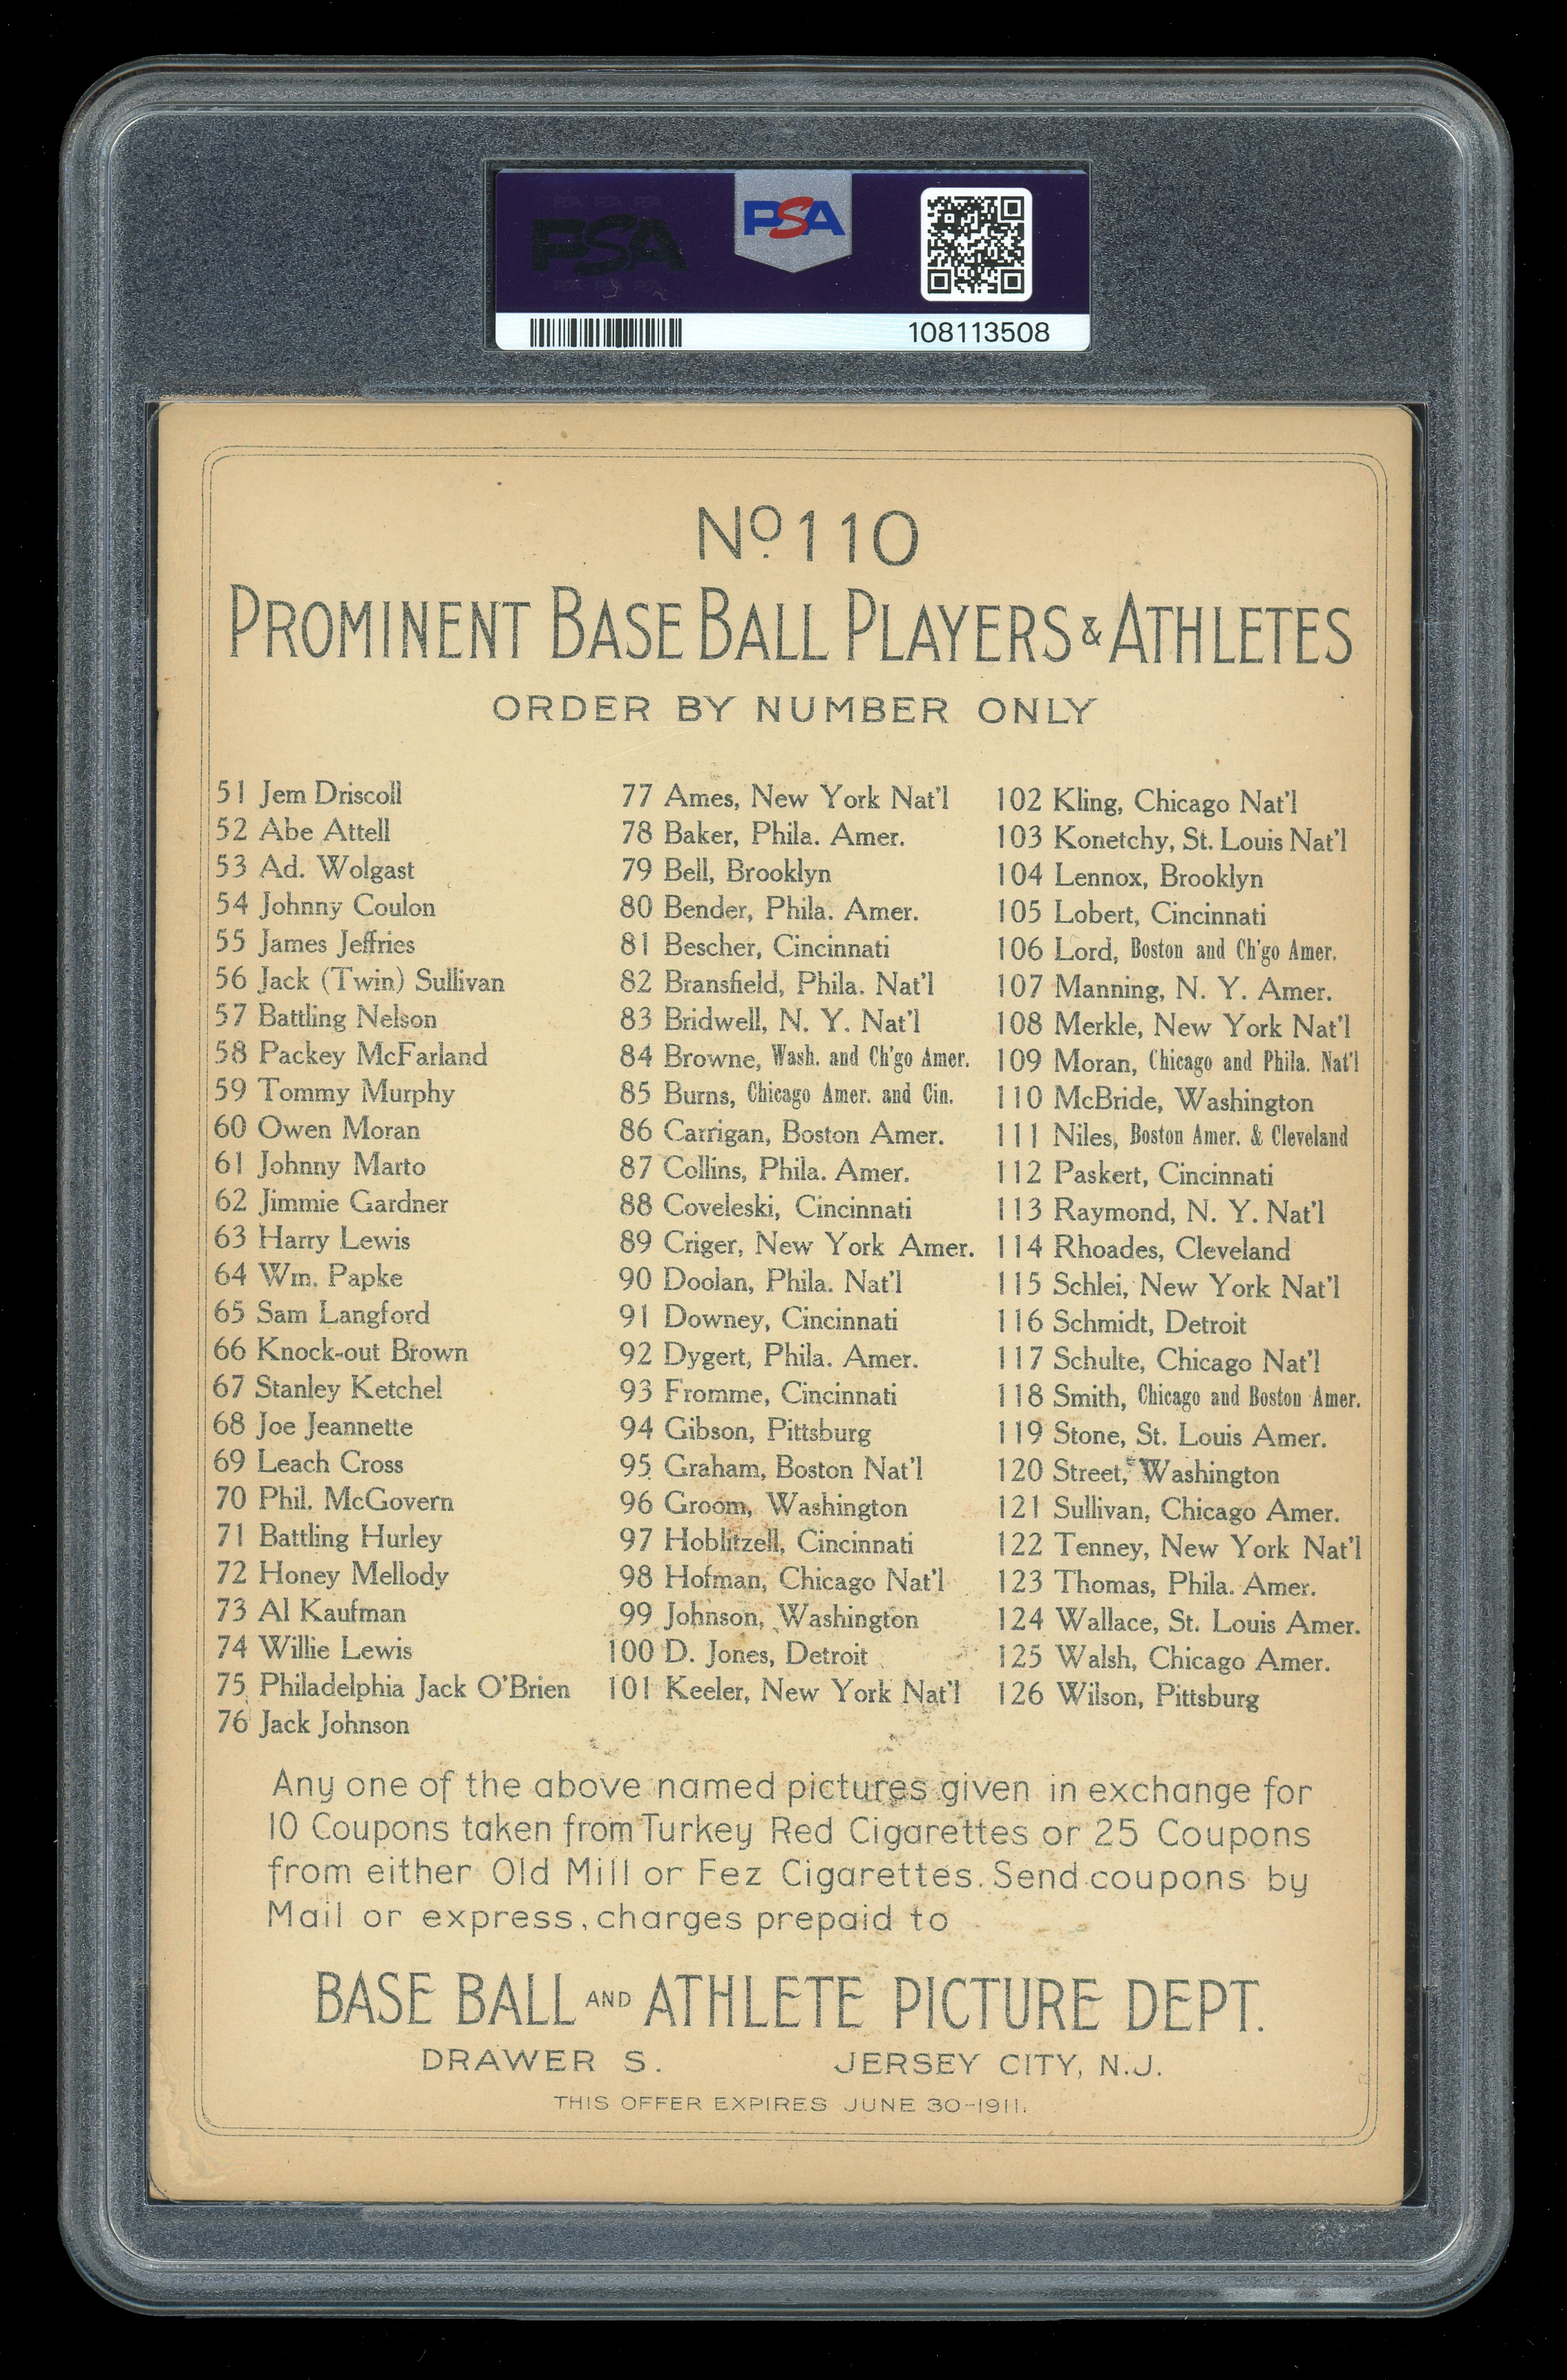 PSA
PSA
108113508
No. 110
PROMINENT BASE BALL PLAYERS & ATHLETES
ORDER BY NUMBER ONLY
51 Jem Driscoll
52 Abe Attell
53 Ad. Wolgast
54 Johnny Coulon
55 James Jeffries
56 Jack (Twin) Sullivan
57 Battling Nelson
58 Packey McFarland
59 Tommy Murphy
60 Owen Moran
61 Johnny Marto
62 Jimmie Gardner
63 Harry Lewis
64 Wm. Papke
65 Sam Langford
66 Knock-out Brown
67 Stanley Ketchel
68 Joe Jeannette
69 Leach Cross
70 Phil. McGovern
71 Battling Hurley
72 Honey Mellody
73 Al Kaufman
74 Willie Lewis
75 Philadelphia Jack O'Brien
76 Jack Johnson
77 Ames, New York Nat'l
78 Baker, Phila. Amer.
79 Bell, Brooklyn
80 Bender, Phila. Amer.
81 Bescher, Cincinnati
82 Bransfield, Phila. Nat'l
83 Bridwell, N. Y. Nat'l
84 Browne, Wash. and Ch'go Amer.
85 Burns, Chicago Amer. and Cin.
86 Carrigan, Boston Amer.
87 Collins, Phila. Amer.
88 Coveleski, Cincinnati
89 Criger, New York Amer.
90 Doolan, Phila. Nat'l
91 Downey, Cincinnati
92 Dygert, Phila. Amer.
93 Fromme, Cincinnati
94 Gibson, Pittsburg
95 Graham, Boston Nat'l
96 Groom, Washington
97 Hoblitzell, Cincinnati
98 Hofman, Chicago Nat'l
99 Johnson, Washington
100 D. Jones, Detroit
101 Keeler, New York Nat'l
102 Kling, Chicago Nat'l
103 Konetchy, St. Louis Nat'l
104 Lennox, Brooklyn
105 Lobert, Cincinnati
106 Lord, Boston and Ch'go Amer.
107 Manning, N. Y. Amer.
108 Merkle, New York Nat'l
109 Moran, Chicago and Phila. Nat'l
110 McBride, Washington
111 Niles, Boston Amer. & Cleveland
112 Paskert, Cincinnati
113 Raymond, N. Y. Nat'l
114 Rhoades, Cleveland
115 Schlei, New York Nat'l
116 Schmidt, Detroit
117 Schulte, Chicago Nat'l
118 Smith, Chicago and Boston Amer.
119 Stone, St. Louis Amer.
120 Street, Washington
121 Sullivan, Chicago Amer.
122 Tenney, New York Nat'l
123 Thomas, Phila. Amer.
124 Wallace, St. Louis Amer.
125 Walsh, Chicago Amer.
126 Wilson, Pittsburg
Any one of the above named pictures given in exchange for
10 Coupons taken from Turkey Red Cigarettes or 25 Coupons
from either Old Mill or Fez Cigarettes. Send coupons by
Mail or express, charges prepaid to
BASE BALL AND ATHLETE PICTURE DEPT.
DRAWER S. JERSEY CITY, N.J.
THIS OFFER EXPIRES JUNE 30-1911.